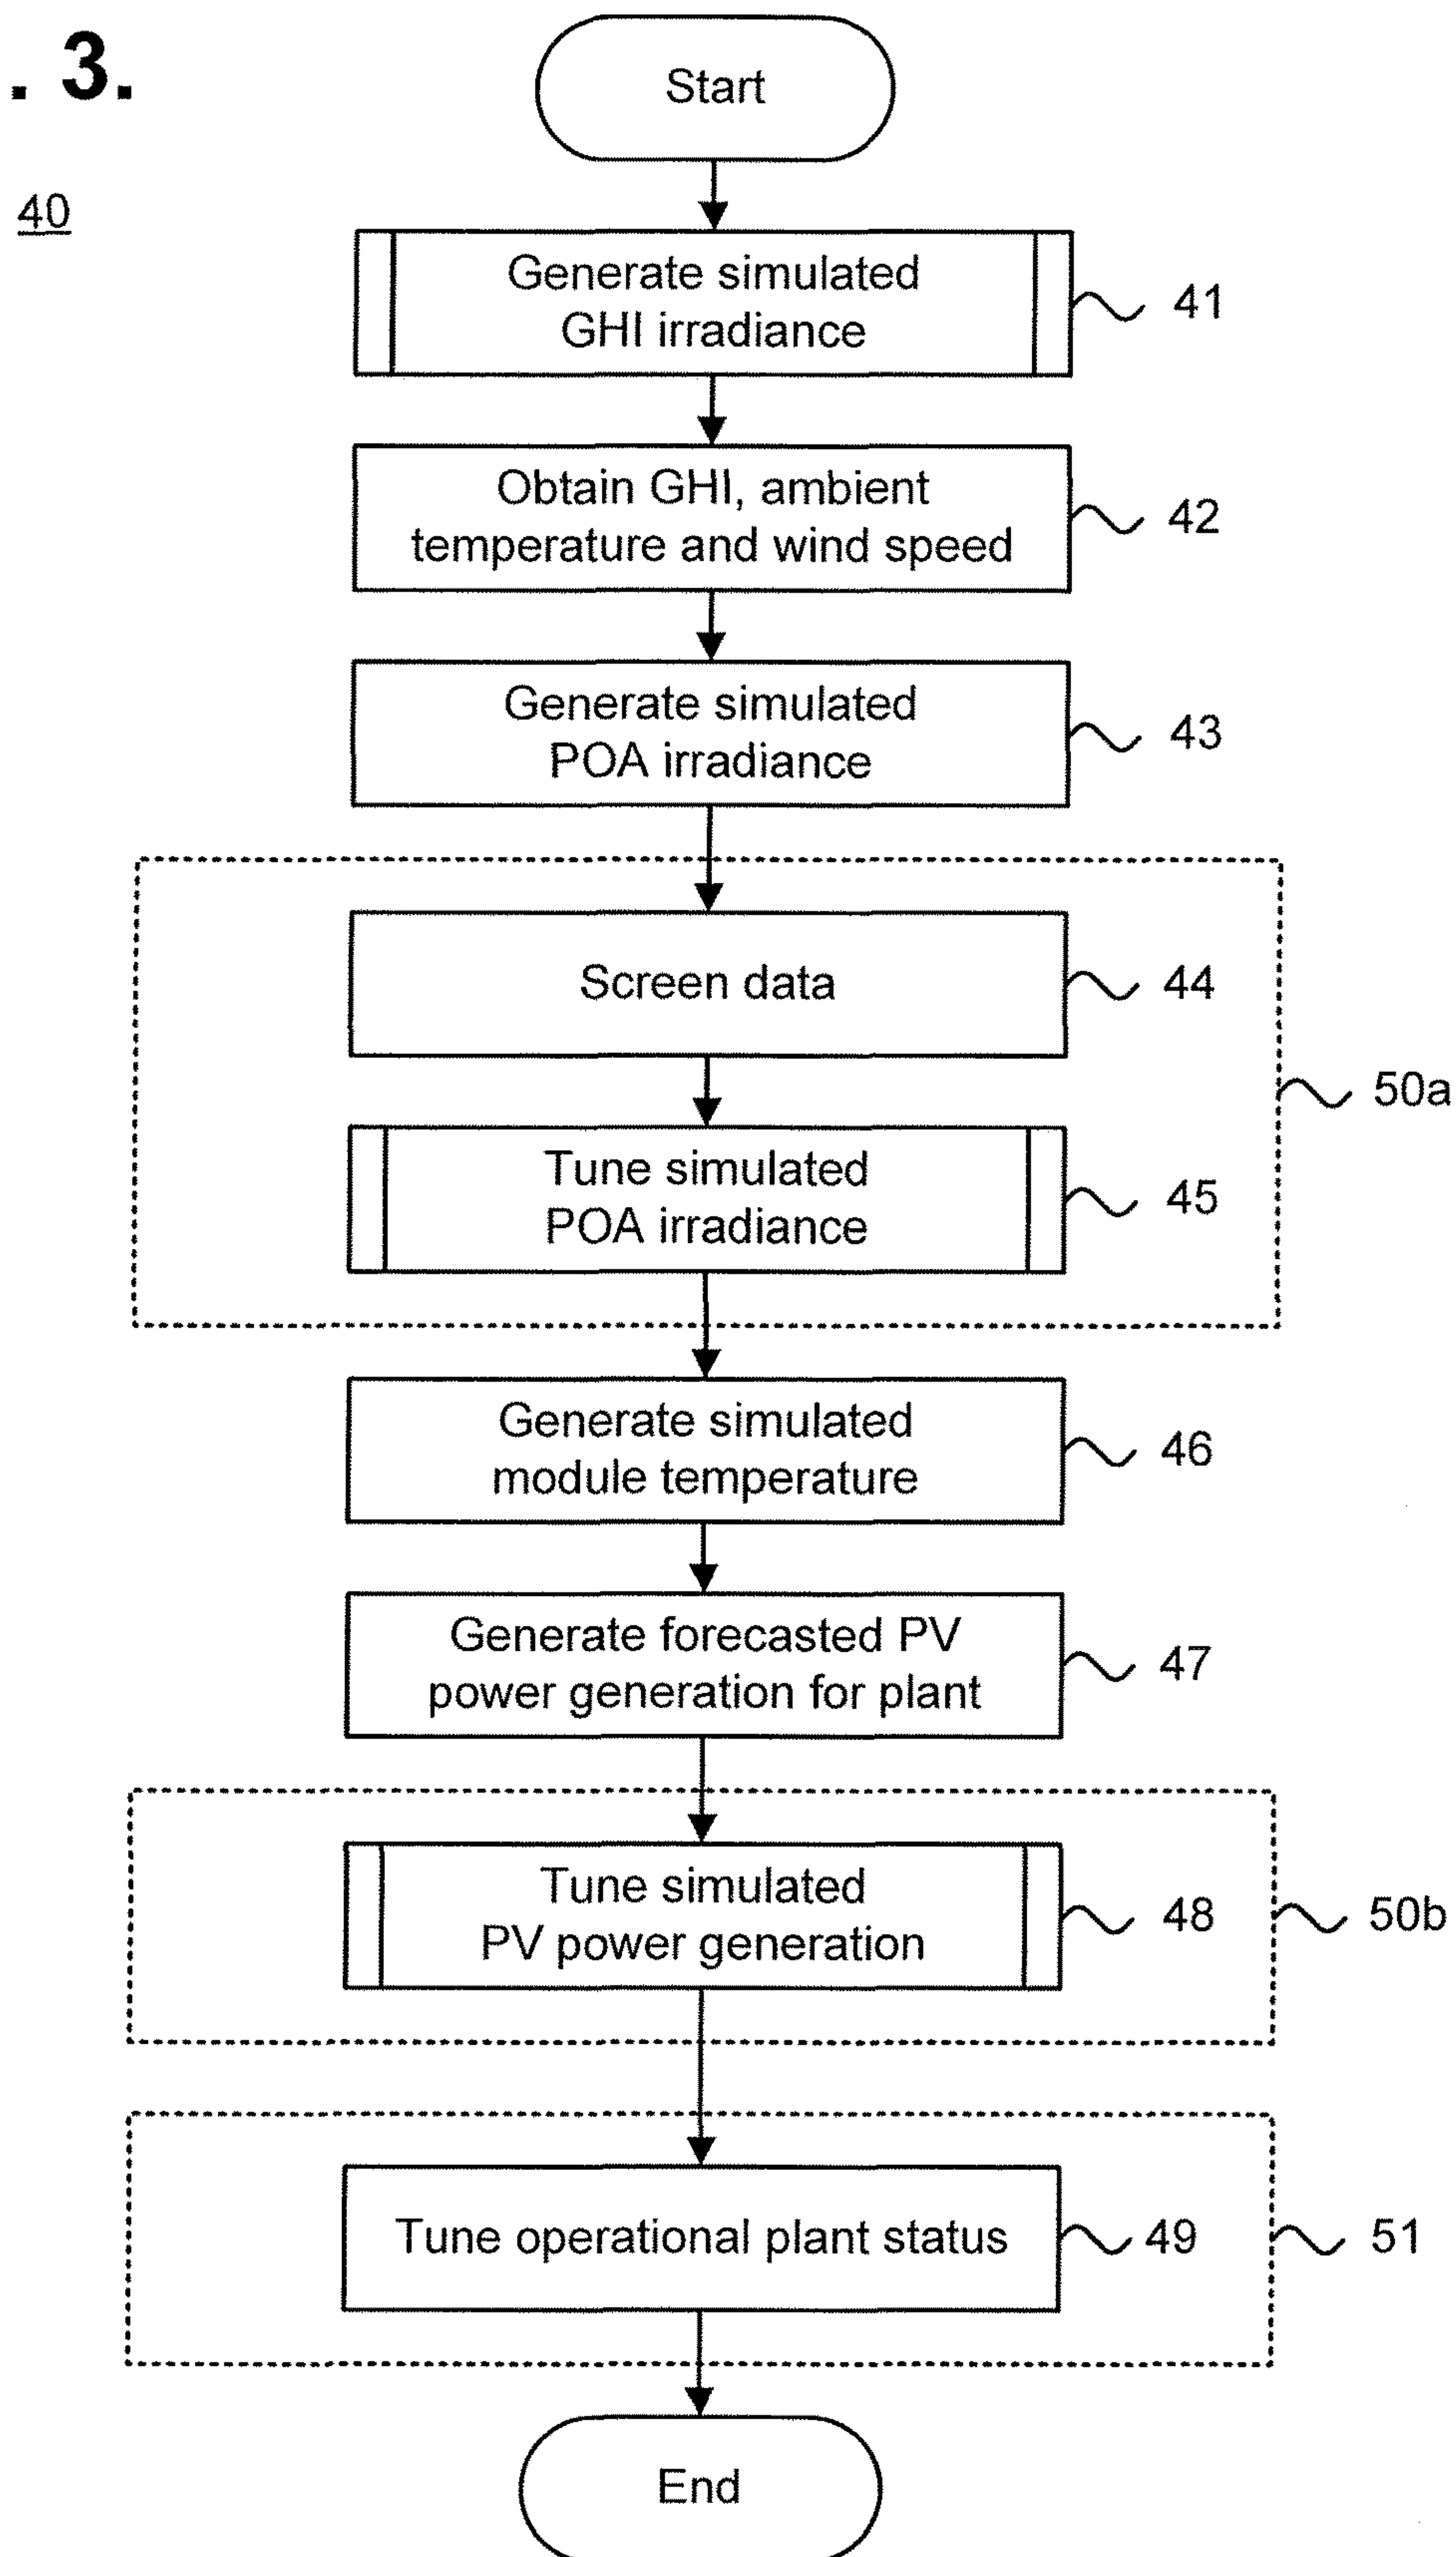 . 3.
Start
40
Generate simulated
GHI irradiance
41
Obtain GHI, ambient
temperature and wind speed
42
Generate simulated
POA irradiance
43
Screen data
44
50a
Tune simulated
POA irradiance
45
Generate simulated
module temperature
46
Generate forecasted PV
power generation for plant
47
Tune simulated
PV power generation
48
50b
Tune operational plant status
49
51
End